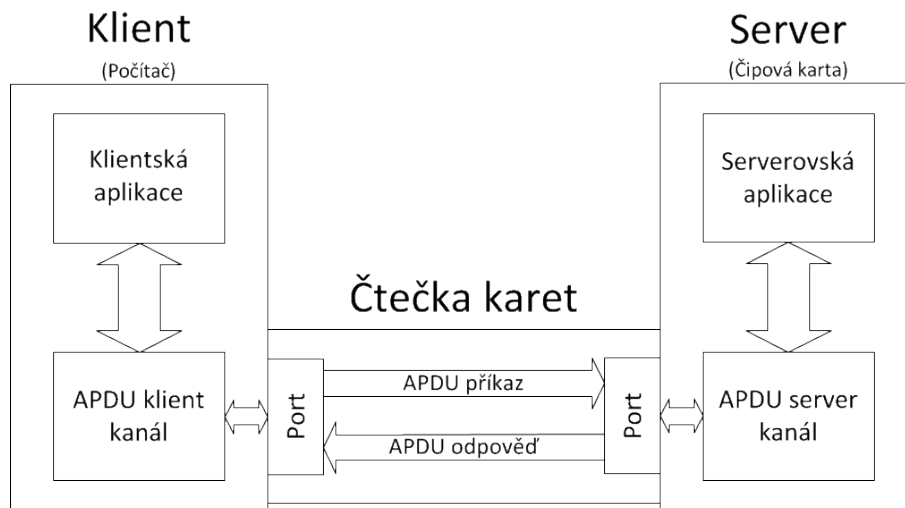 Klient
(Počítač)
Server
(Čipová karta)
Klientská
aplikace
Serverovská
aplikace
Čtečka karet
APDU klient
kanál
Port
APDU příkaz
APDU odpověď
Port
APDU server
kanál